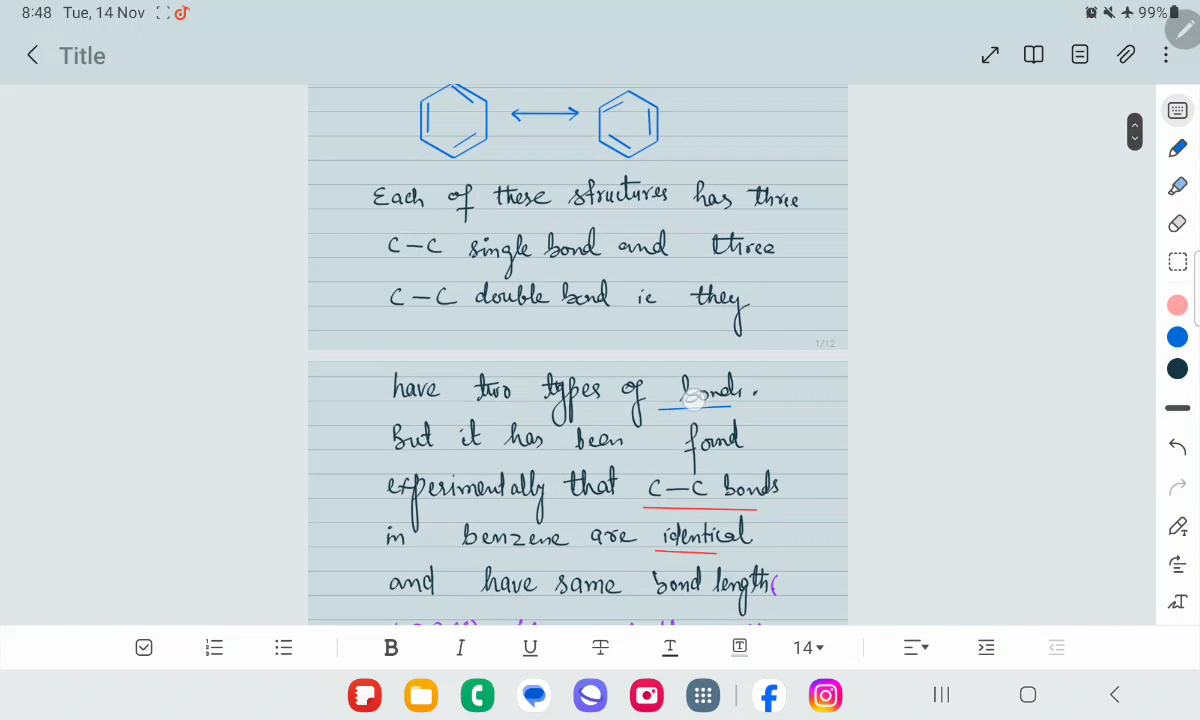 8:48 Tue, 14 Nov
99%
Title
Each of these structures has three
C-C single bond and three
C-C double bond ie they
1/12
have two types of bonds.
But it has been found
experimentally that C-C bonds
in benzene are identical
and have same bond length(
B I U T T T 14